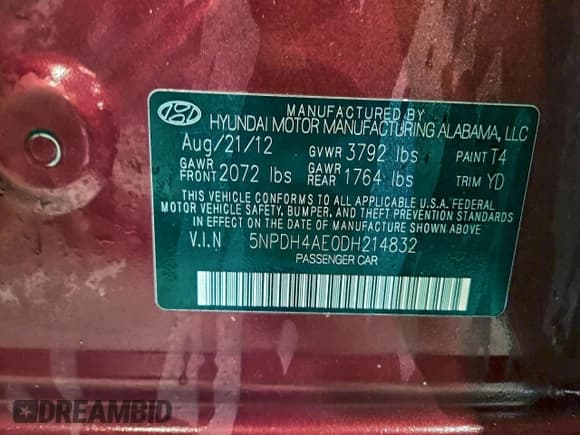 MANUFACTURED BY
HYUNDAI MOTOR MANUFACTURING ALABAMA, LLC
Aug/21/12 GVWR 3792 lbs PAINT T4
GAWR FRONT 2072 lbs GAWR REAR 1764 lbs TRIM YD
THIS VEHICLE CONFORMS TO ALL APPLICABLE U.S.A. FEDERAL
MOTOR VEHICLE SAFETY, BUMPER, AND THEFT PREVENTION STANDARDS
IN EFFECT ON THE DATE OF MANUFACTURE SHOWN ABOVE.
V.I.N 5NPDH4AE0DH214832
PASSENGER CAR
DREAMBID